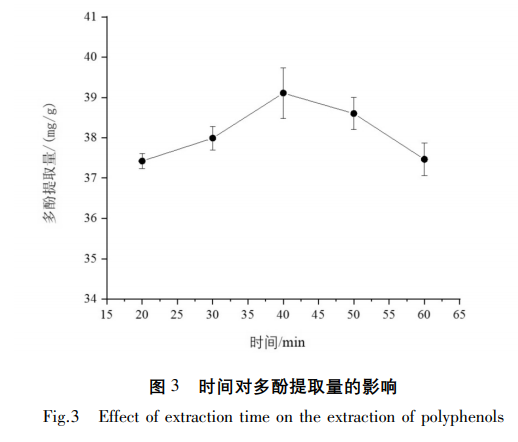 41
40
39
38
37
36
35
34
多酚提取量/(mg/g)
15 20 25 30 35 40 45 50 55 60 65
时间/min
图 3 时间对多酚提取量的影响
Fig.3 Effect of extraction time on the extraction of polyphenols